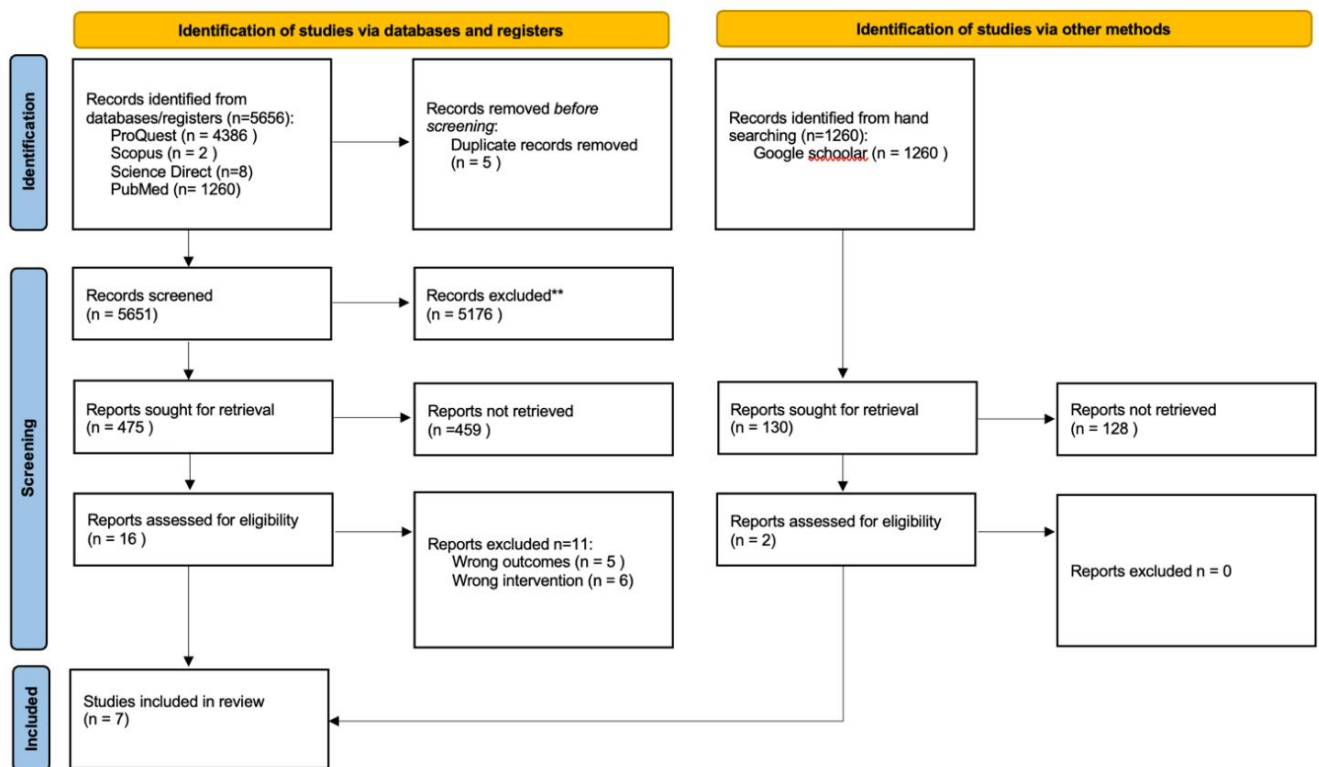 Identification of studies via databases and registers
Identification of studies via other methods
Identification
Records identified from
databases/registers (n=5656):
ProQuest (n = 4386 )
Scopus (n = 2 )
Science Direct (n=8)
PubMed (n= 1260)
Records removed before
screening:
Duplicate records removed
(n = 5 )
Records identified from hand
searching (n=1260):
Google schoolar (n = 1260 )
Screening
Records screened
(n = 5651)
Records excluded**
(n = 5176 )
Reports sought for retrieval
(n = 475 )
Reports not retrieved
(n =459 )
Reports sought for retrieval
(n = 130)
Reports not retrieved
(n = 128 )
Reports assessed for eligibility
(n = 16 )
Reports excluded n=11:
Wrong outcomes (n = 5 )
Wrong intervention (n = 6)
Reports assessed for eligibility
(n = 2)
Reports excluded n = 0
Included
Studies included in review
(n = 7)